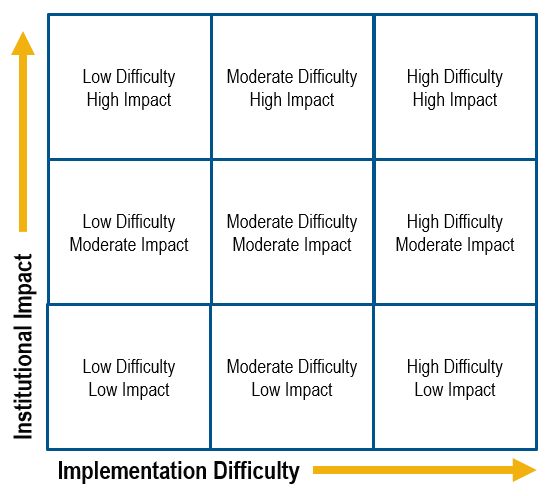 Low Difficulty
High Impact
Moderate Difficulty
High Impact
High Difficulty
High Impact
Low Difficulty
Moderate Impact
Moderate Difficulty
Moderate Impact
High Difficulty
Moderate Impact
Low Difficulty
Low Impact
Moderate Difficulty
Low Impact
High Difficulty
Low Impact
Institutional Impact
Implementation Difficulty